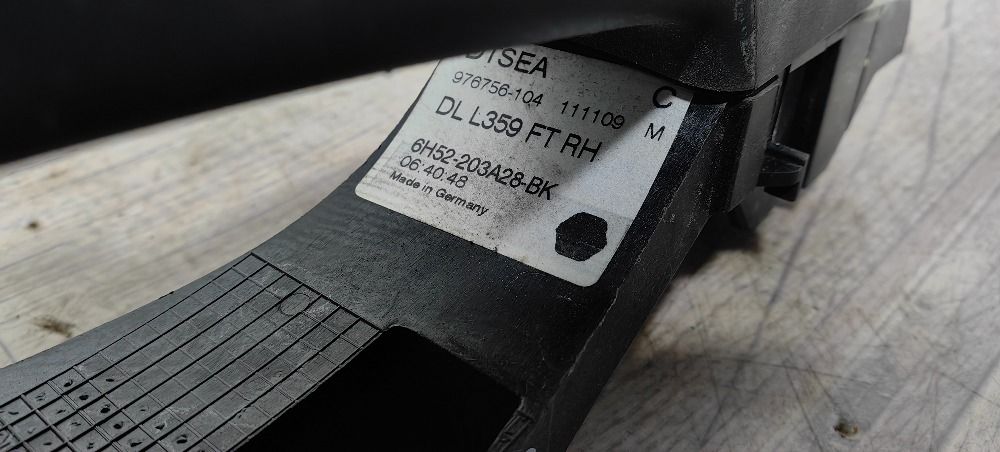 DTSEA
976756-104 111109
C
M
DL L359 FT RH
6H52-203A28-BK
06:40:48
Made in Germany